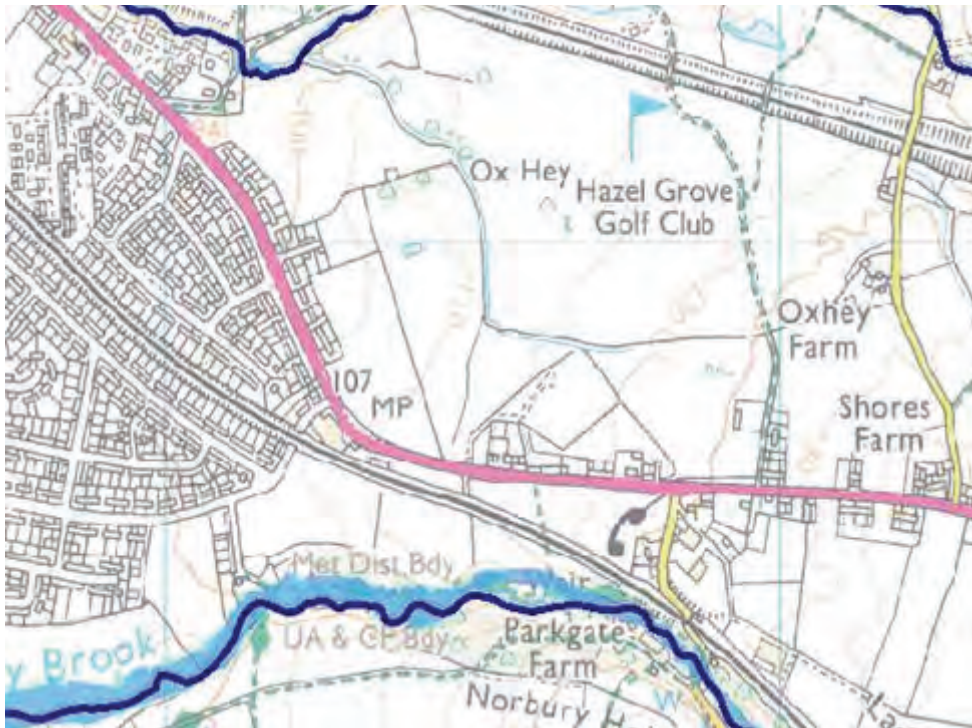 Ox Hey
Hazel Grove
Golf Club
Oxhey
Farm
107
MP
Shores
Farm
Met Dist Bdy
Weir
UA & CP Bdy
Parkgate
Farm
y Brook
W
Norbury